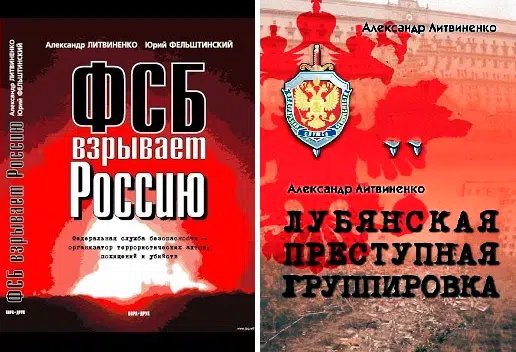 Александр ЛИТВИНЕНКО
Юрий ФЕЛЬШТИНСКИЙ
ФСБ взрывает Россию
Александр ЛИТВИНЕНКО Юрий ФЕЛЬШТИНСКИЙ
ФСБ
взрывает
Россию
Федеральная служба безопасности —
организатор террористических актов,
похищений и убийств
Александр Литвиненко
Александр Литвиненко
ЛУБЯНСКАЯ
ПРЕСТУПНАЯ
ГРУППИРОВКА